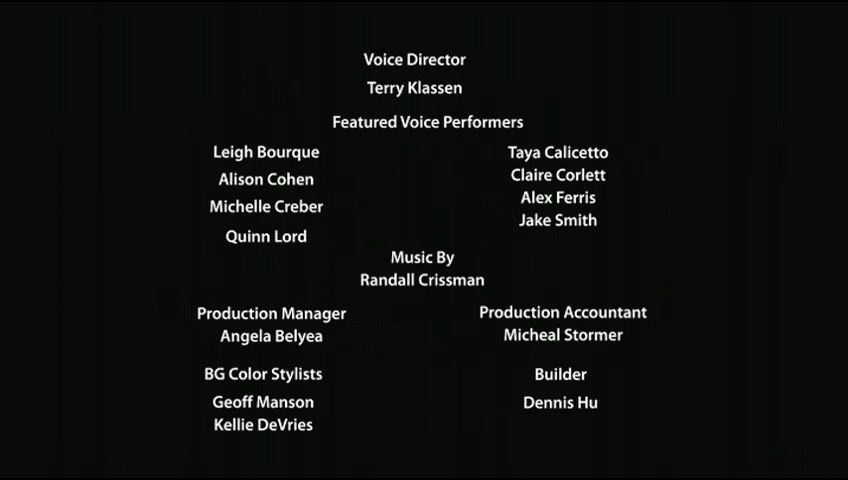 Voice Director
Terry Klassen
Featured Voice Performers
Leigh Bourque
Alison Cohen
Michelle Creber
Quinn Lord
Taya Calicetto
Claire Corlett
Alex Ferris
Jake Smith
Music By
Randall Crissman
Production Manager
Angela Belyea
Production Accountant
Micheal Stormer
BG Color Stylists
Geoff Manson
Kellie DeVries
Builder
Dennis Hu